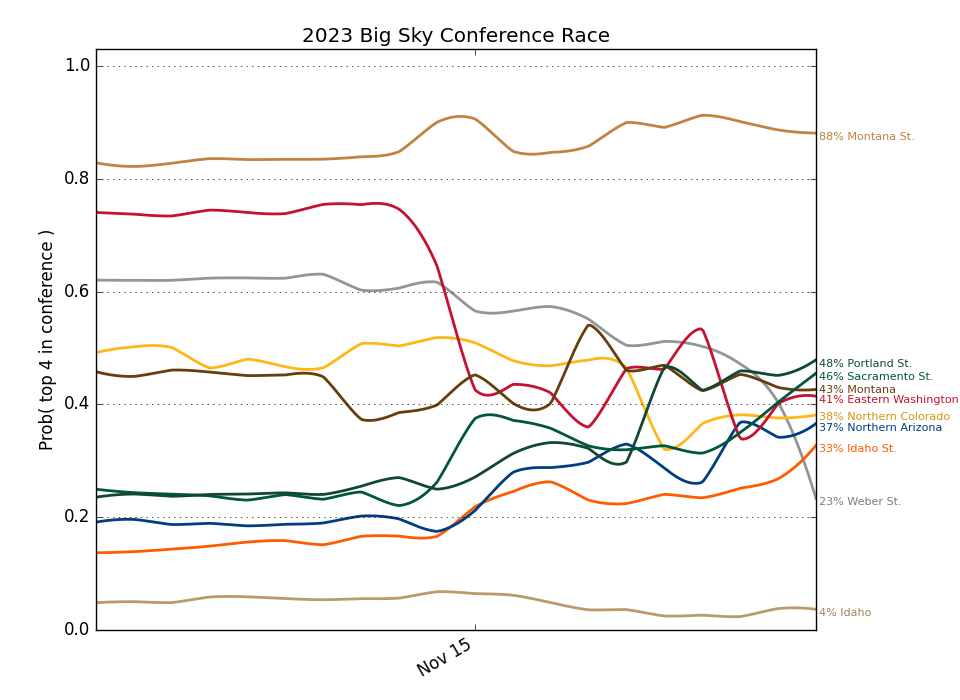 2023 Big Sky Conference Race
Prob( top 4 in conference )
1.0
0.8
0.6
0.4
0.2
0.0
Nov 15
88% Montana St.
48% Portland St.
46% Sacramento St.
43% Montana
41% Eastern Washington
38% Northern Colorado
37% Northern Arizona
33% Idaho St.
23% Weber St.
4% Idaho